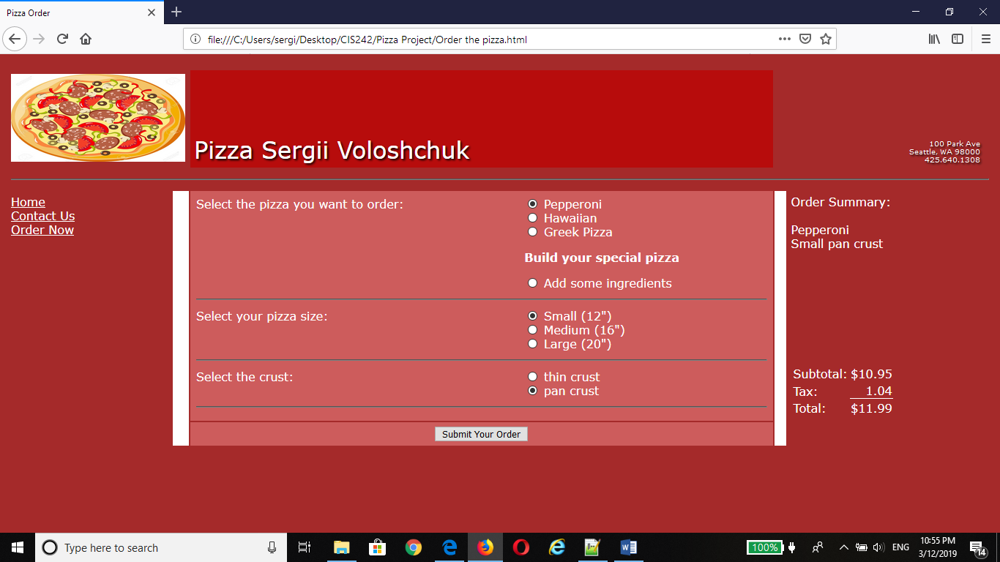 Pizza Order
file:///C:/Users/sergi/Desktop/CIS242/Pizza Project/Order the pizza.html
Pizza Sergii Voloshchuk
100 Park Ave
Seattle, WA 98000
425.640.1308
Home
Contact Us
Order Now
Select the pizza you want to order:
Pepperoni
Hawaiian
Greek Pizza
Build your special pizza
Add some ingredients
Select your pizza size:
Small (12")
Medium (16")
Large (20")
Select the crust:
thin crust
pan crust
Submit Your Order
Order Summary:
Pepperoni
Small pan crust
Subtotal: $10.95
Tax: 1.04
Total: $11.99
Type here to search
100%
ENG
10:55 PM
3/12/2019
14